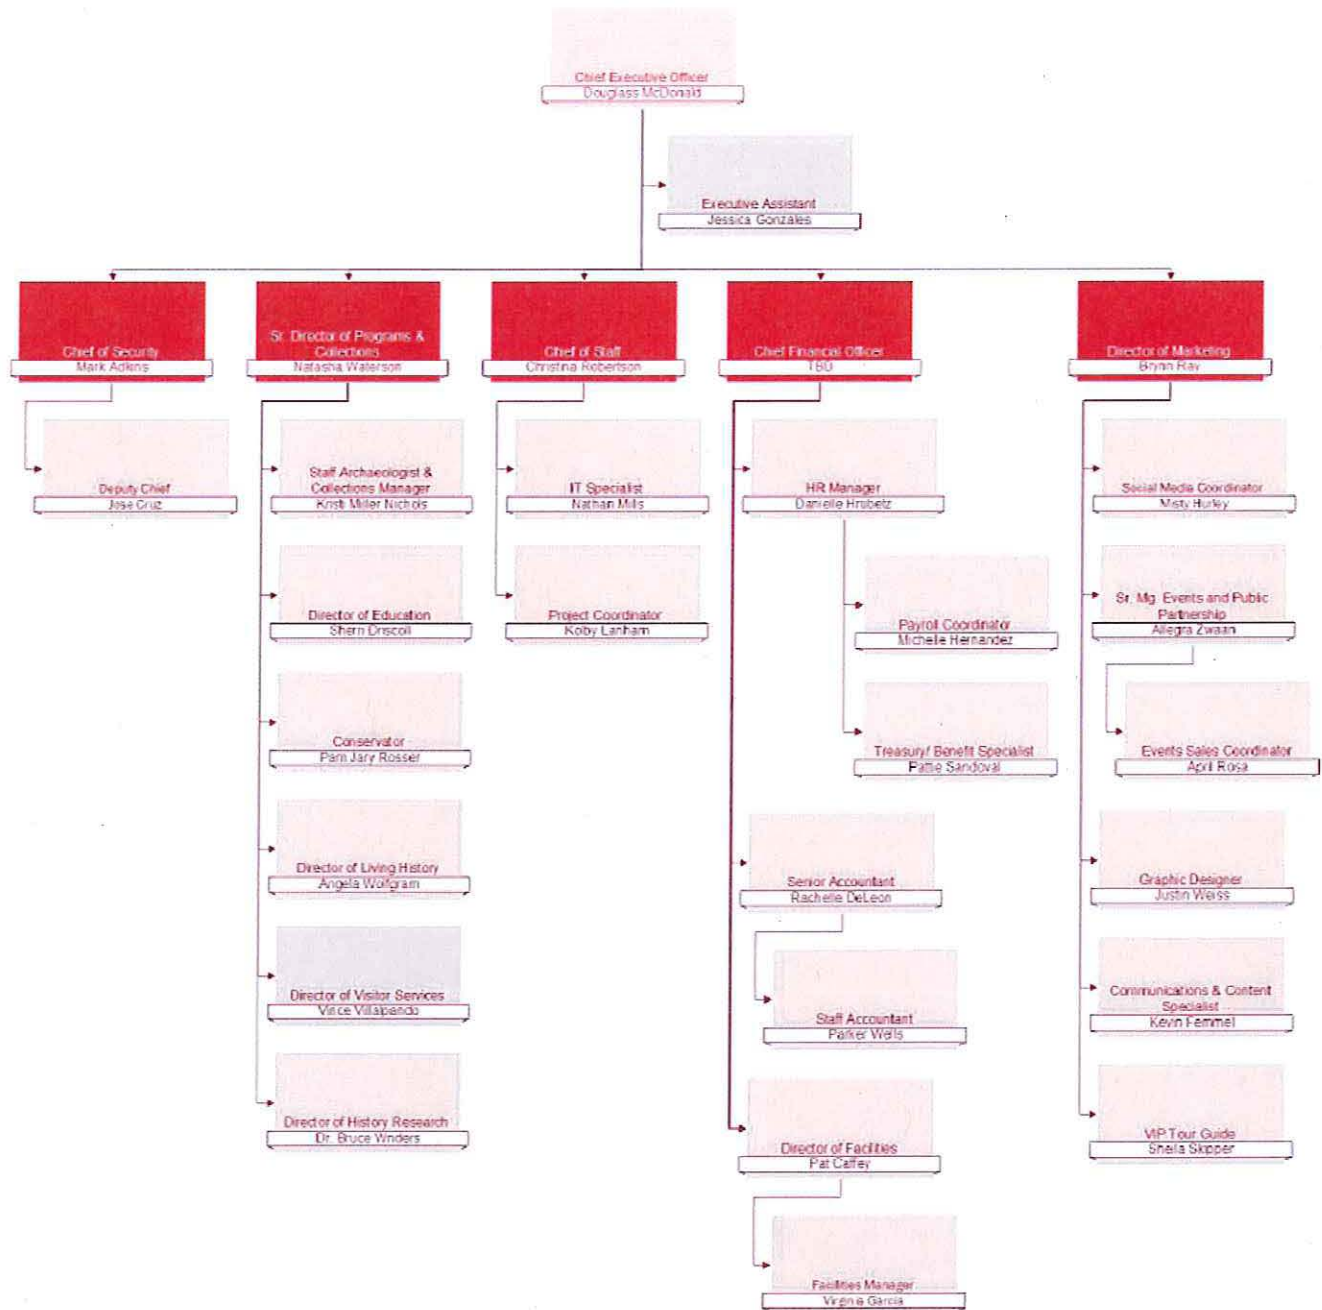 Chief Executive Officer
Douglass McDonald
Executive Assistant
Jessica Gonzales
Chief of Security
Mark Adkins
Sr. Director of Programs &
Collections
Natasha Waterson
Chief of Staff
Christina Robertson
Chief Financial Officer
TBD
Director of Marketing
Brynn Ray
Deputy Chief
Jose Cruz
Staff Archaeologist &
Collections Manager
Kristi Miller Nichols
Director of Education
Sherri Driscoll
Conservator
Pam Jary Rosser
Director of Living History
Angela Wolfgram
Director of Visitor Services
Vince Villalpando
Director of History Research
Dr. Bruce Winders
IT Specialist
Nathan Mills
Project Coordinator
Koby Lanham
HR Manager
Danielle Hrubetz
Payroll Coordinator
Michelle Hernandez
Treasury/ Benefit Specialist
Pattie Sandoval
Senior Accountant
Rachelle DeLeon
Staff Accountant
Parker Wells
Director of Facilities
Pat Caffey
Facilities Manager
Virginia Garcia
Social Media Coordinator
Misty Hurley
Sr. Mg. Events and Public
Partnership
Allegra Zwaan
Events Sales Coordinator
April Rosa
Graphic Designer
Justin Weiss
Communications & Content
Specialist
Kevin Femmel
VIP Tour Guide
Sheila Skipper